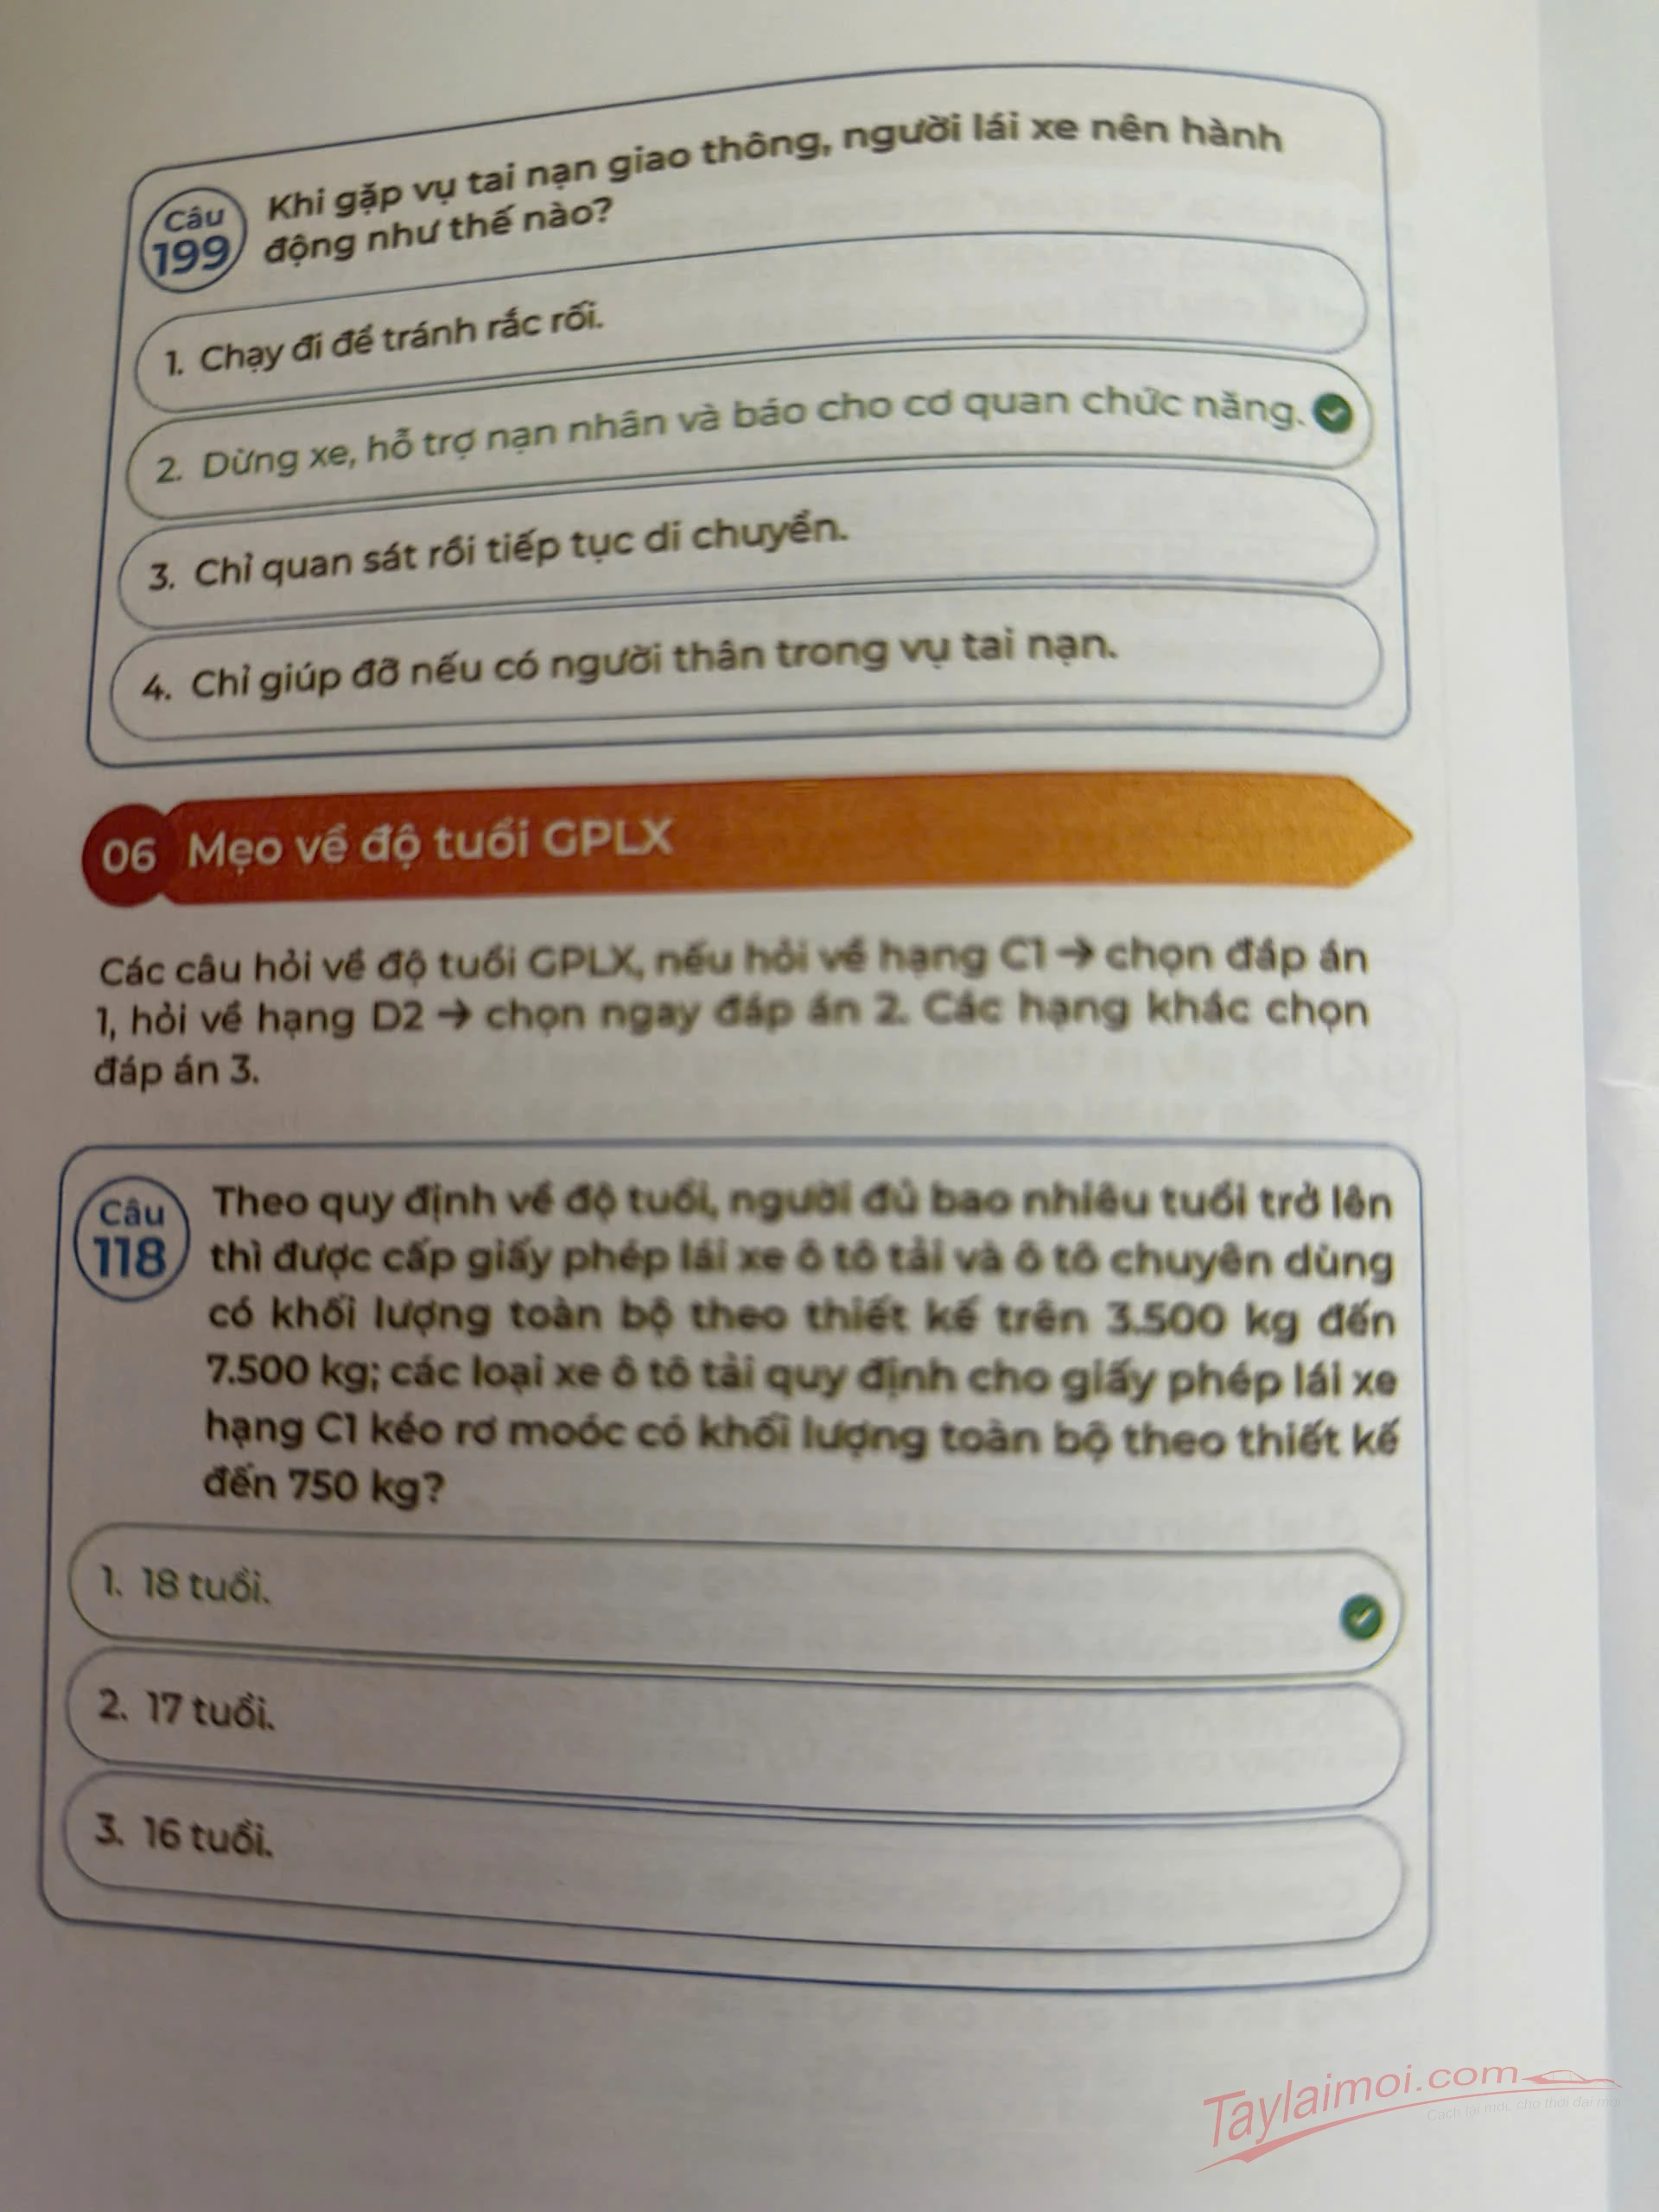 Câu
199
Khi gặp vụ tai nạn giao thông, người lái xe nên hành
động như thế nào?
1. Chạy đi để tránh rắc rối.
2. Dừng xe, hỗ trợ nạn nhân và báo cho cơ quan chức năng.
3. Chỉ quan sát rồi tiếp tục di chuyển.
4. Chỉ giúp đỡ nếu có người thân trong vụ tai nạn.
06 Mẹo về độ tuổi GPLX
Các câu hỏi về độ tuổi GPLX, nếu hỏi về hạng C1 → chọn đáp án
1, hỏi về hạng D2 → chọn ngay đáp án 2. Các hạng khác chọn
đáp án 3.
Câu
118
Theo quy định về độ tuổi, người đủ bao nhiêu tuổi trở lên
thì được cấp giấy phép lái xe ô tô tải và ô tô chuyên dùng
có khối lượng toàn bộ theo thiết kế trên 3.500 kg đến
7.500 kg; các loại xe ô tô tải quy định cho giấy phép lái xe
hạng C1 kéo rơ moóc có khối lượng toàn bộ theo thiết kế
đến 750 kg?
1. 18 tuổi.
2. 17 tuổi.
3. 16 tuổi.
Taylaimoi.com
Cách lái mới, cho thời đại mới